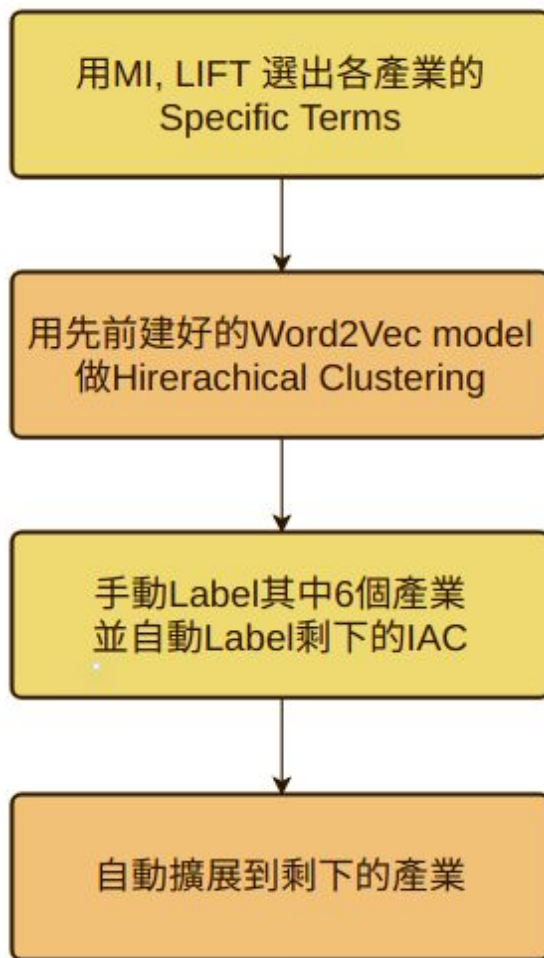 用MI, LIFT 選出各產業的
Specific Terms
用先前建好的Word2Vec model
做Hirerachical Clustering
手動Label其中6個產業
並自動Label剩下的IAC
自動擴展到剩下的產業